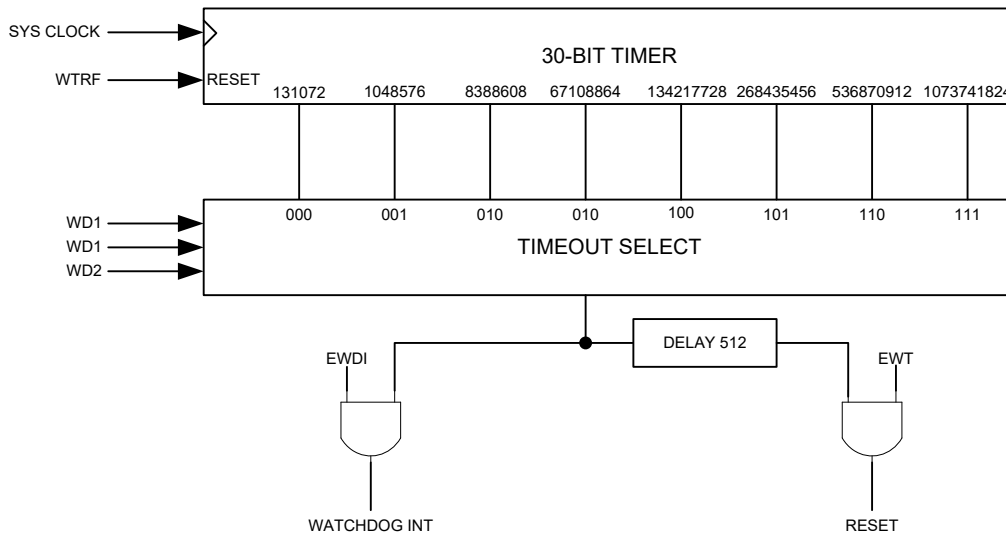 SYS CLOCK
30-BIT TIMER
WTRF
RESET
131072 1048576 8388608 67108864 134217728 268435456 536870912 1073741824
000 001 010 010 100 101 110 111
WD1
WD1
WD2
TIMEOUT SELECT
DELAY 512
EWDI
EWT
WATCHDOG INT
RESET